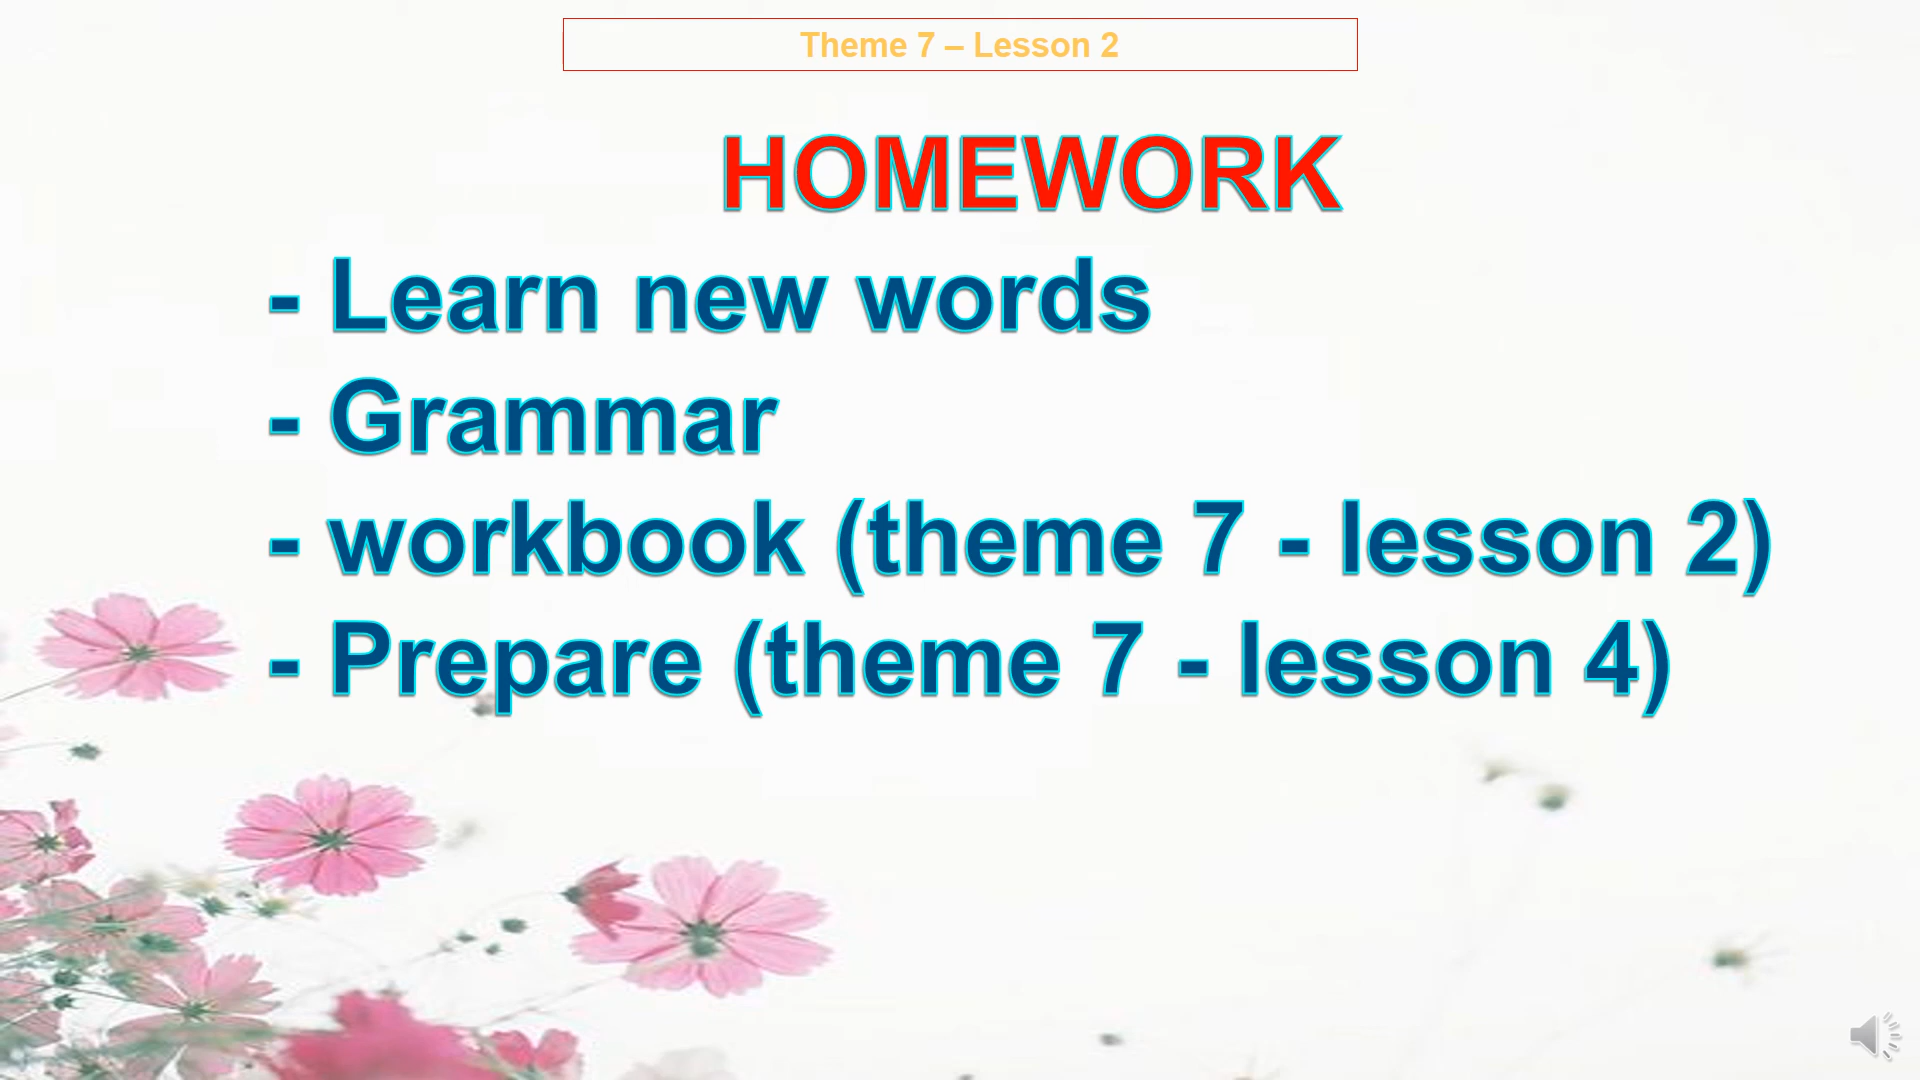 Theme 7 – Lesson 2
HOMEWORK
- Learn new words
- Grammar
- workbook (theme 7 - lesson 2)
- Prepare (theme 7 - lesson 4)